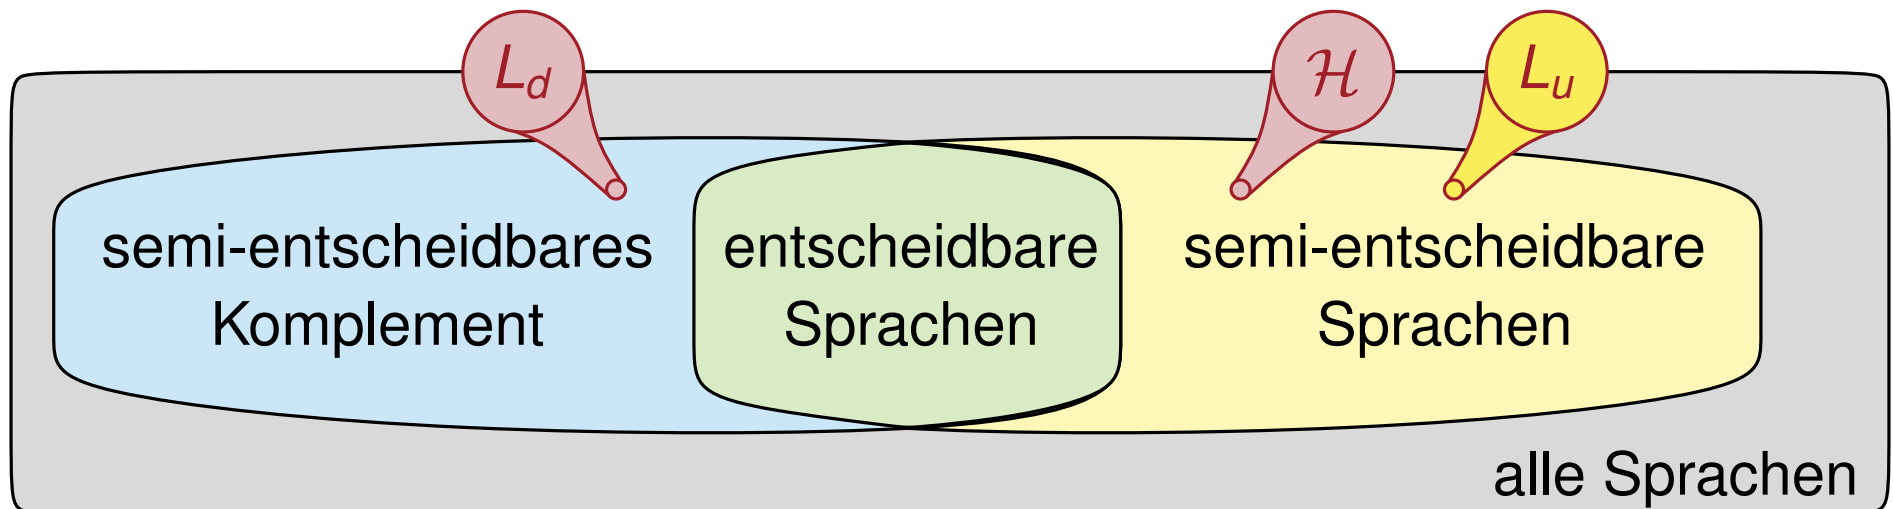 L_d
ℋ
L_u
semi-entscheidbares
Komplement
entscheidbare
Sprachen
semi-entscheidbare
Sprachen
alle Sprachen